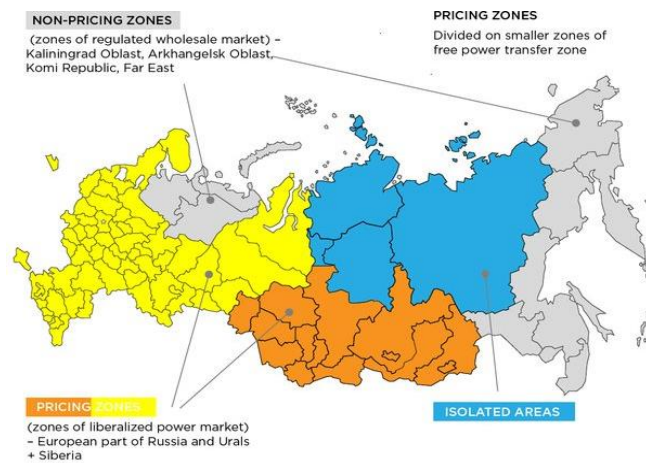 NON-PRICING ZONES
(zones of regulated wholesale market) –
Kaliningrad Oblast, Arkhangelsk Oblast,
Komi Republic, Far East
PRICING ZONES
Divided on smaller zones of
free power transfer zone
PRICING ZONES
(zones of liberalized power market)
– European part of Russia and Urals
+ Siberia
ISOLATED AREAS